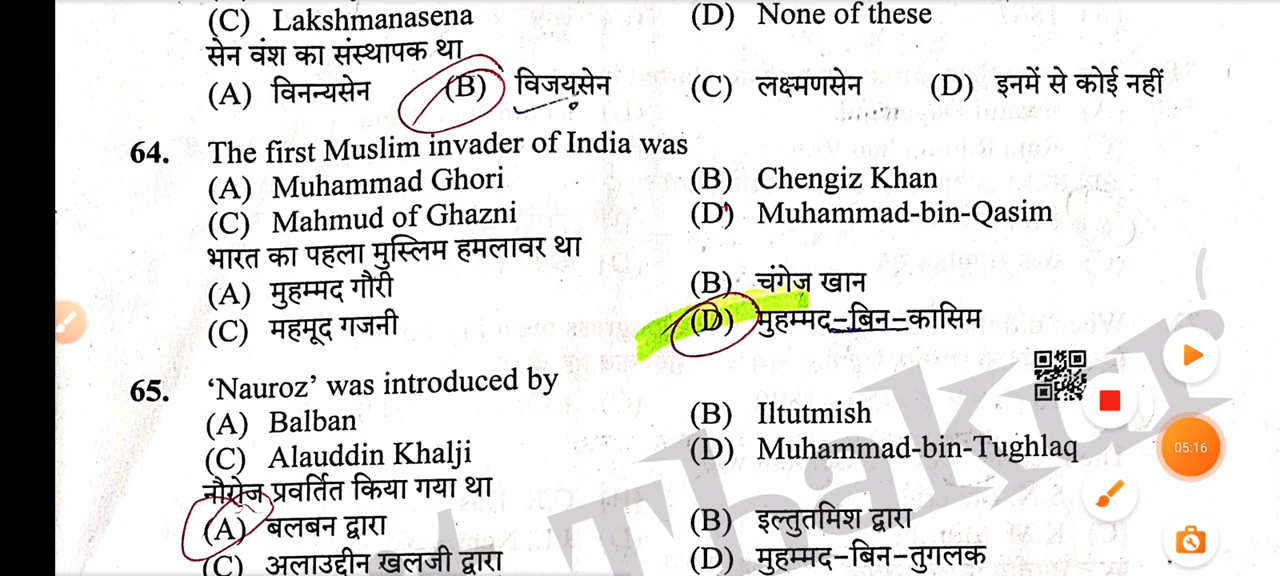 (C) Lakshmanasena (D) None of these
सेन वंश का संस्थापक था
(A) विनन्यसेन (B) विजयसेन (C) लक्ष्मणसेन (D) इनमें से कोई नहीं
64. The first Muslim invader of India was
(A) Muhammad Ghori (B) Chengiz Khan
(C) Mahmud of Ghazni (D) Muhammad-bin-Qasim
भारत का पहला मुस्लिम हमलावर था
(A) मुहम्मद गौरी (B) चंगेज खान
(C) महमूद गजनी (D) मुहम्मद-बिन-कासिम
65. ‘Nauroz’ was introduced by
(A) Balban (B) Iltutmish
(C) Alauddin Khalji (D) Muhammad-bin-Tughlaq
नौरोज प्रवर्तित किया गया था
(A) बलबन द्वारा (B) इल्तुतमिश द्वारा
(C) अलाउद्दीन खलजी द्वारा (D) मुहम्मद-बिन-तुगलक
Thakur
05:16